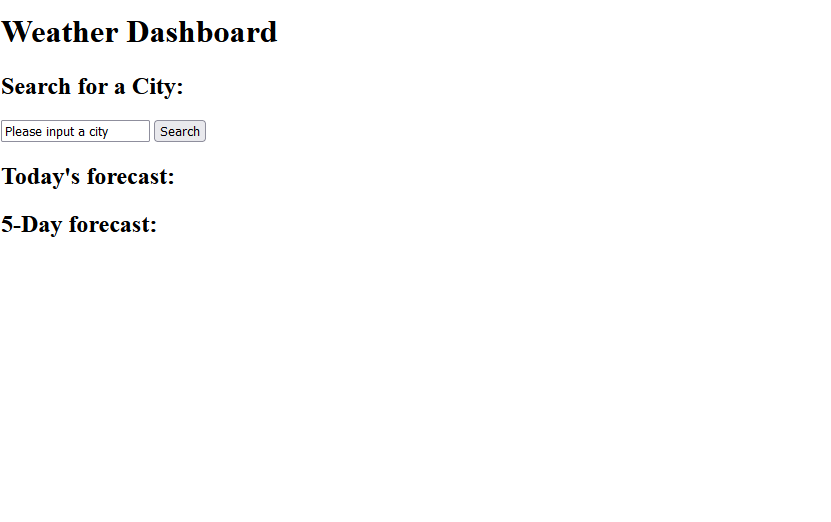 Weather Dashboard
Search for a City:
Please input a city Search
Today's forecast:
5-Day forecast: